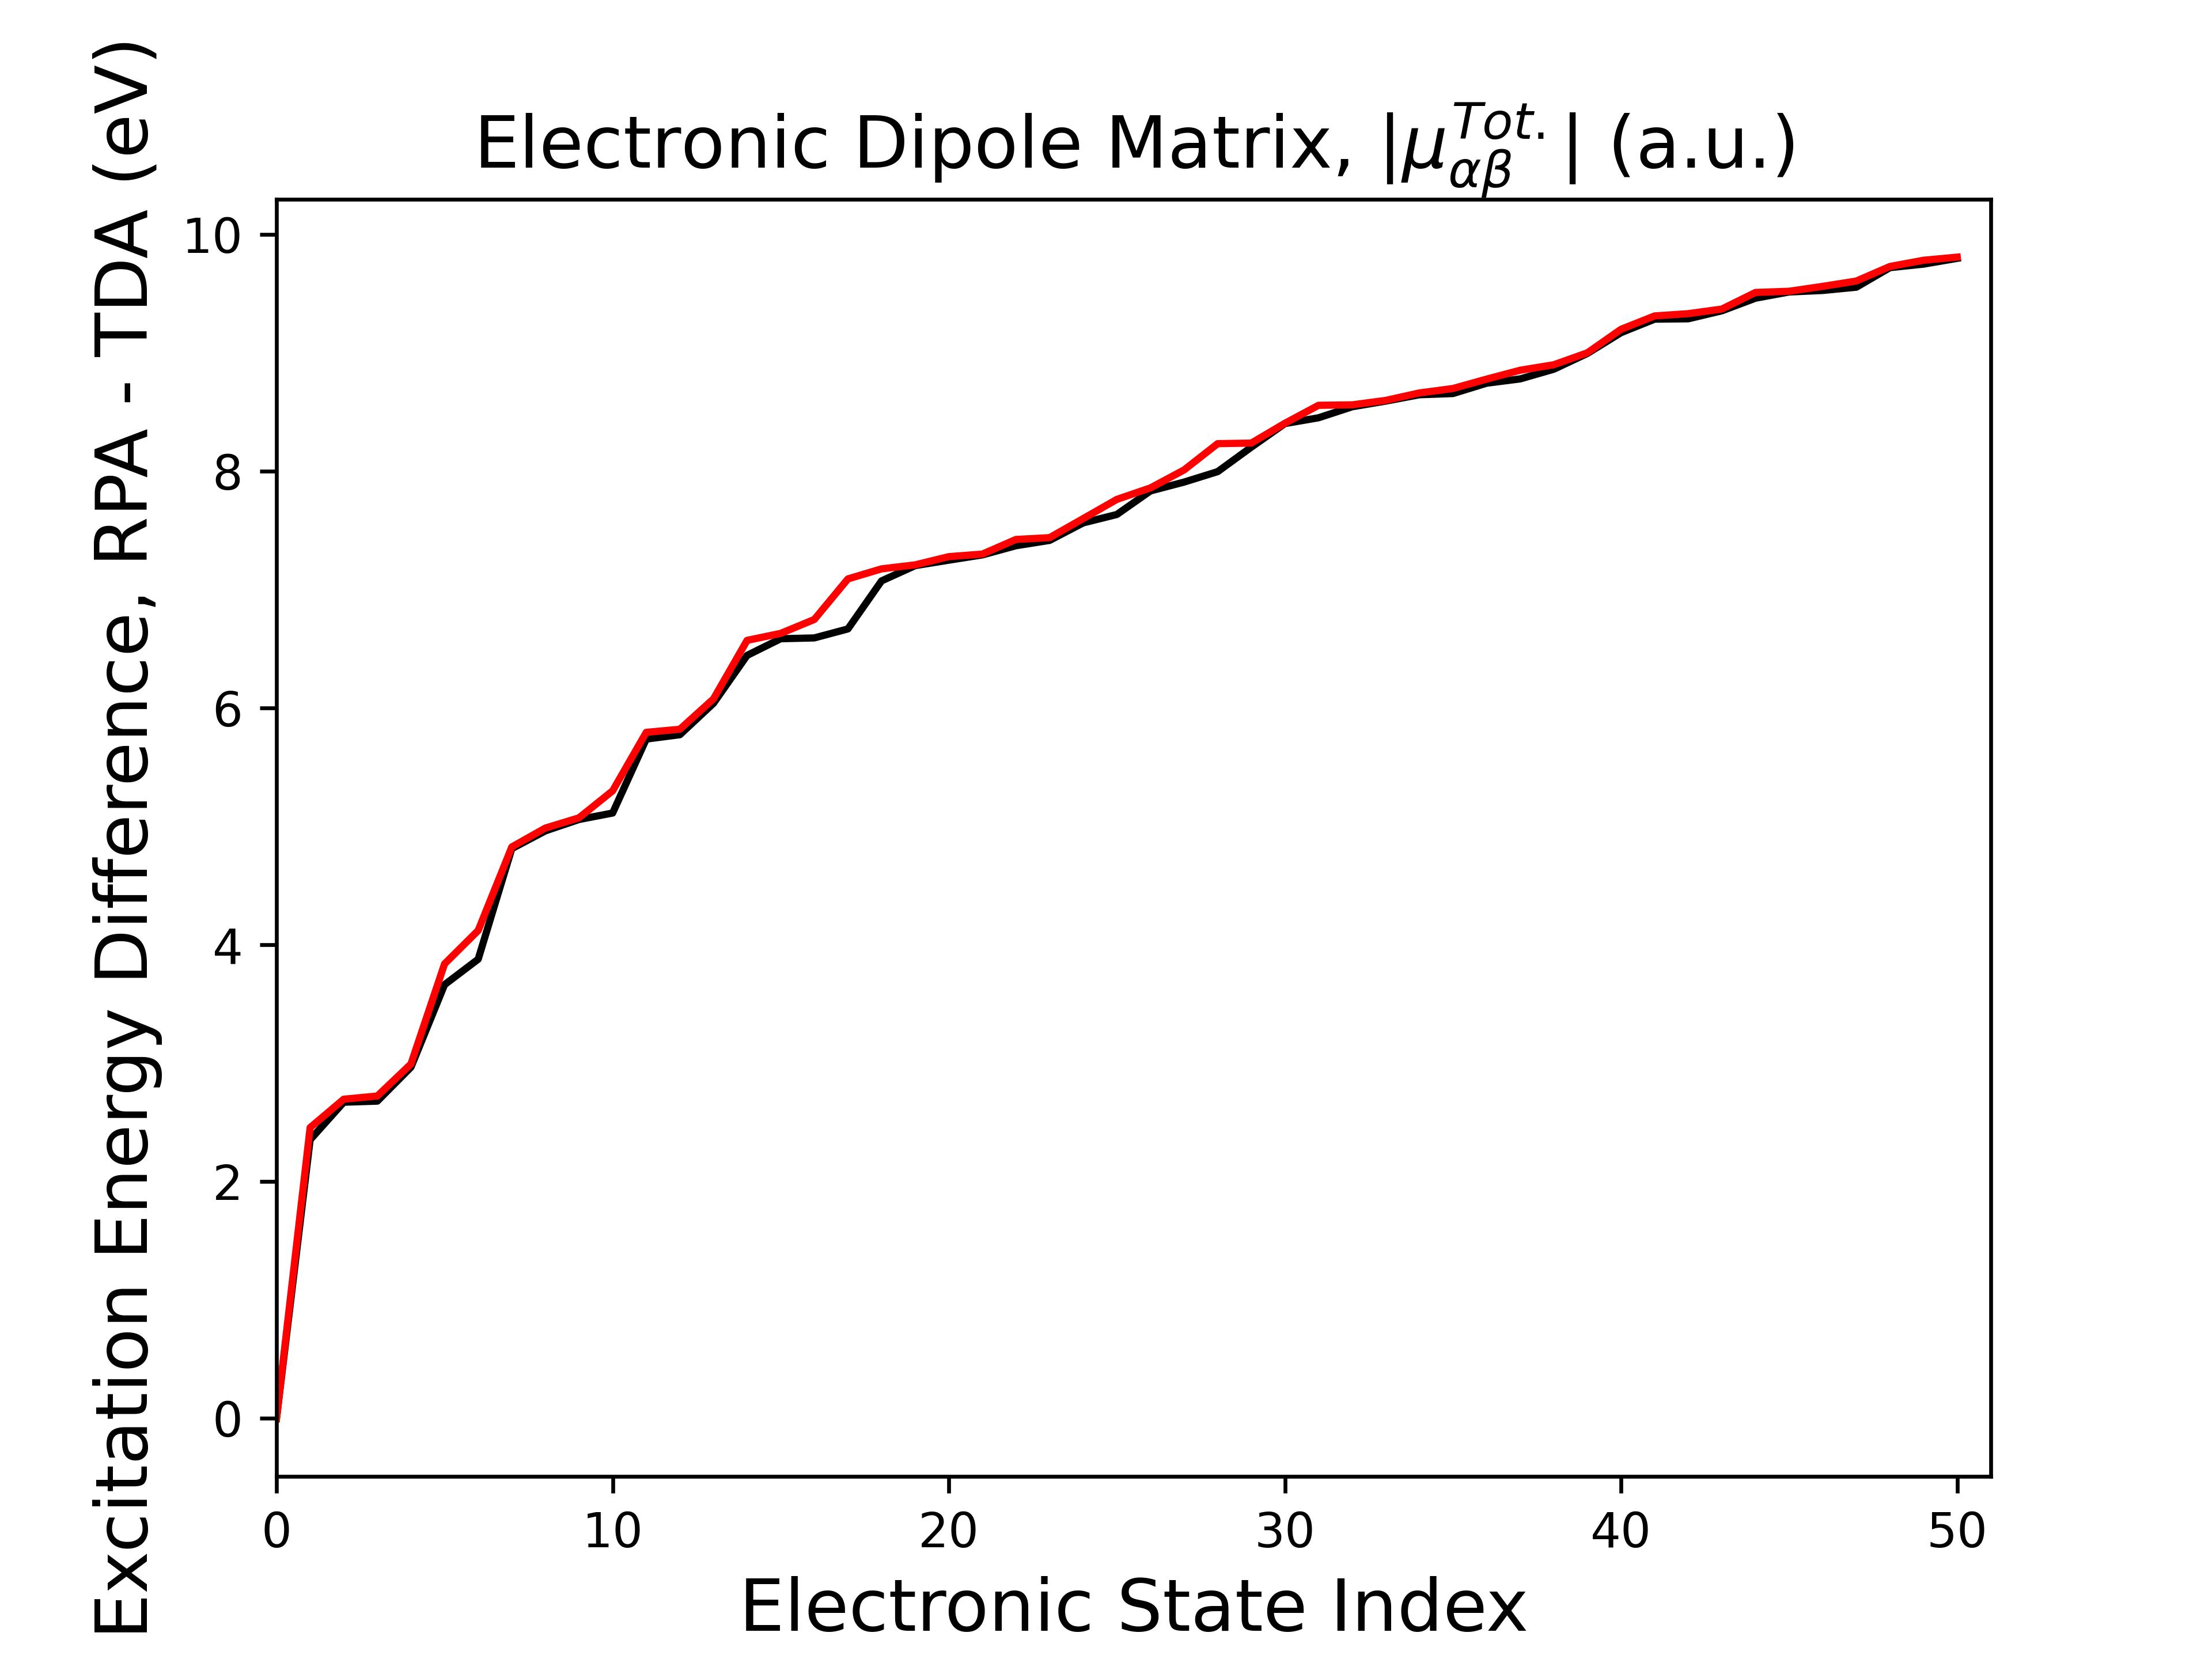 Electronic Dipole Matrix, |μ_{αβ}^{Tot.}| (a.u.)
Excitation Energy Difference, RPA - TDA (eV)
10
8
6
4
2
0
0 10 20 30 40 50
Electronic State Index